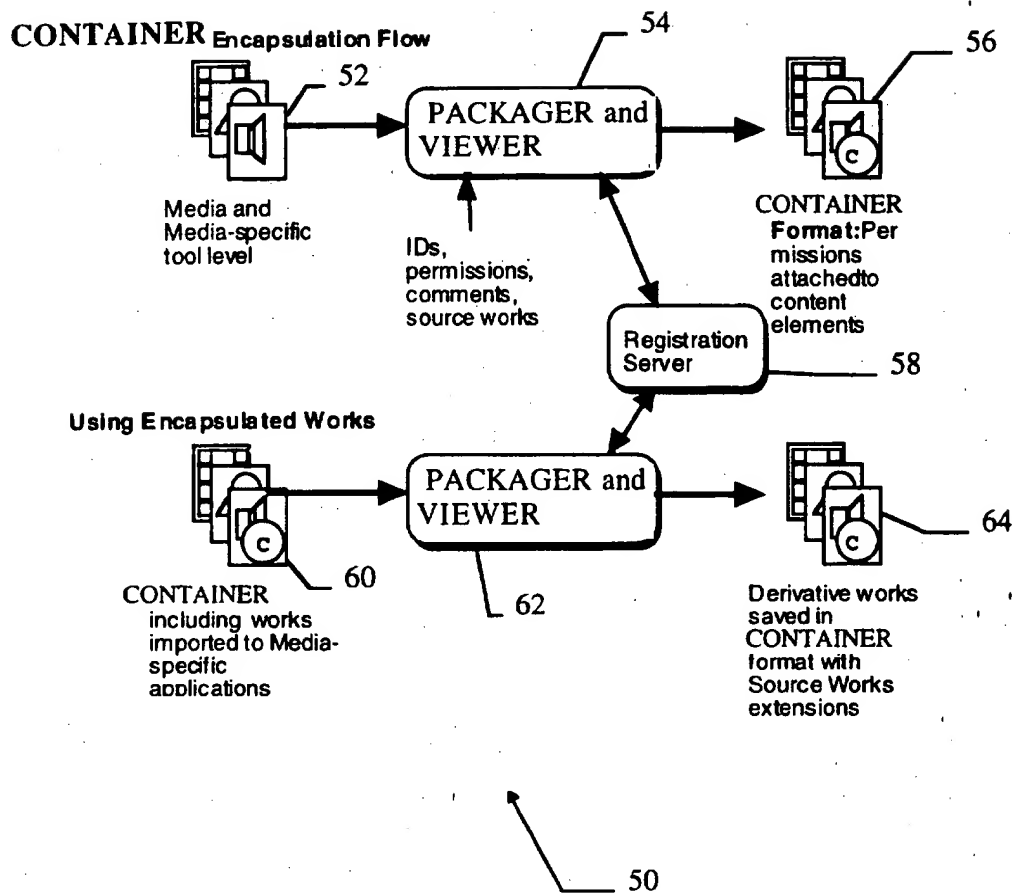 CONTAINER Encapsulation Flow
54
56
52
PACKAGER and
VIEWER
C
Media and
Media-specific
tool level
IDs,
permissions,
comments,
source works
CONTAINER
Format:Per
missions
attachedto
content
elements
Registration
Server
58
Using Encapsulated Works
PACKAGER and
VIEWER
C
C
60
62
64
CONTAINER
including works
imported to Media-
specific
applications
Derivative works
saved in
CONTAINER
format with
Source Works
extensions
50